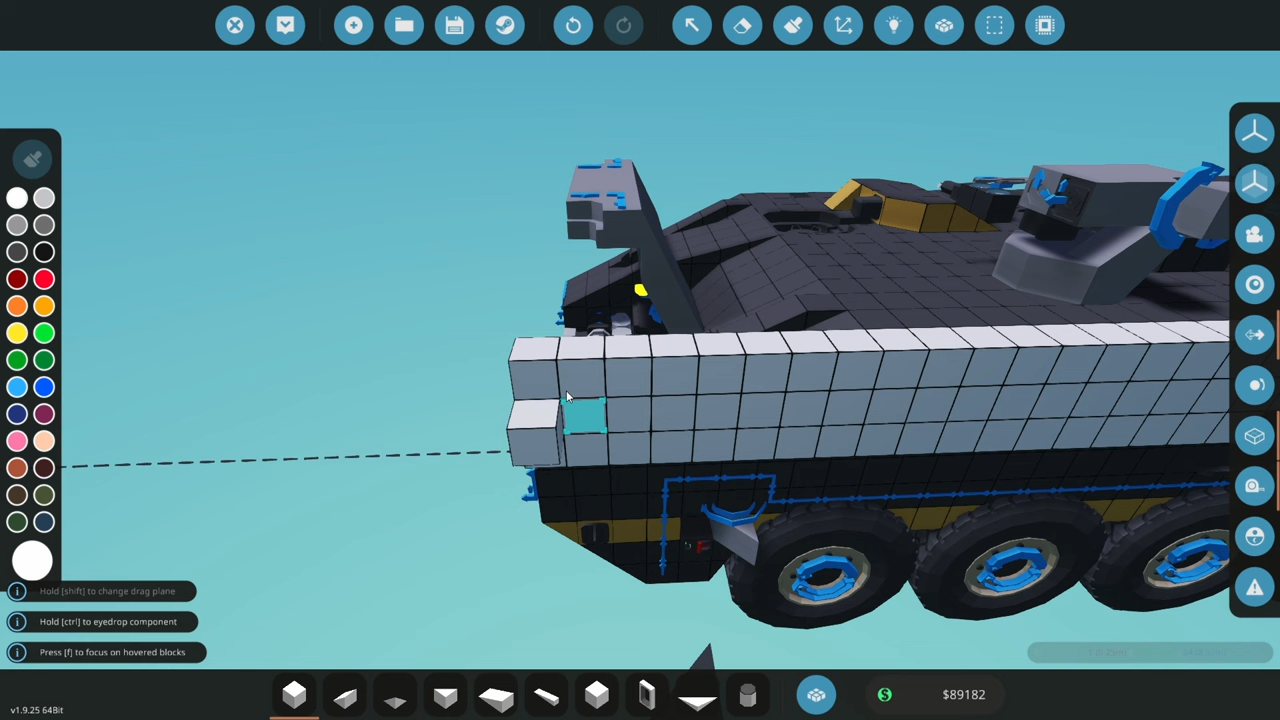 Hold [shift] to change drag plane
Hold [ctrl] to eyedrop component
Press [f] to focus on hovered blocks
v1.9.25 64Bit
$89182